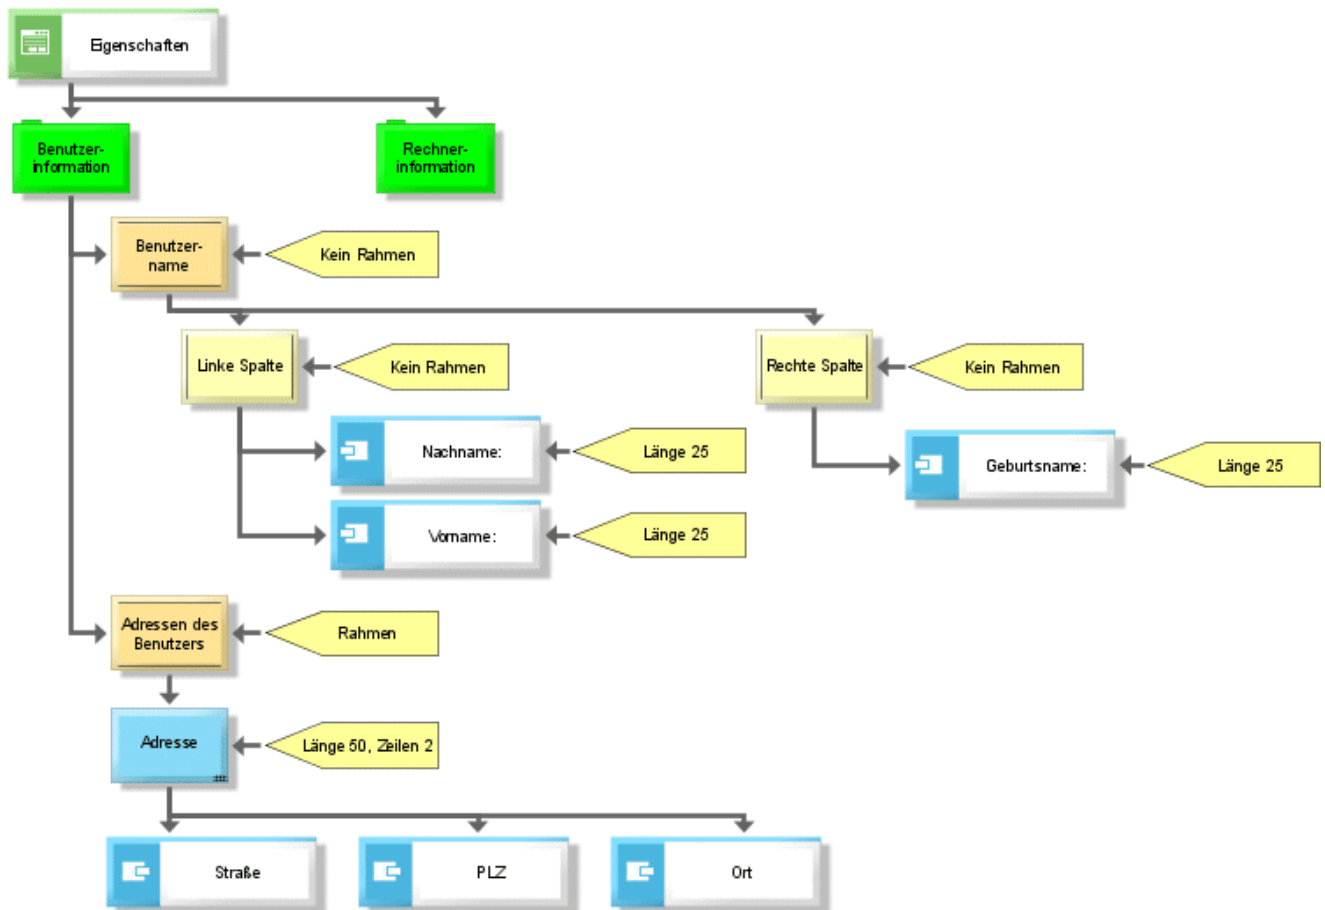 Eigenschaften
Benutzer-
information
Rechner-
information
Benutzer-
name
Kein Rahmen
Linke Spalte
Kein Rahmen
Rechte Spalte
Kein Rahmen
Nachname:
Länge 25
Geburtsname:
Länge 25
Vorname:
Länge 25
Adressen des
Benutzers
Rahmen
Adresse
Länge 50, Zeilen 2
Straße
PLZ
Ort